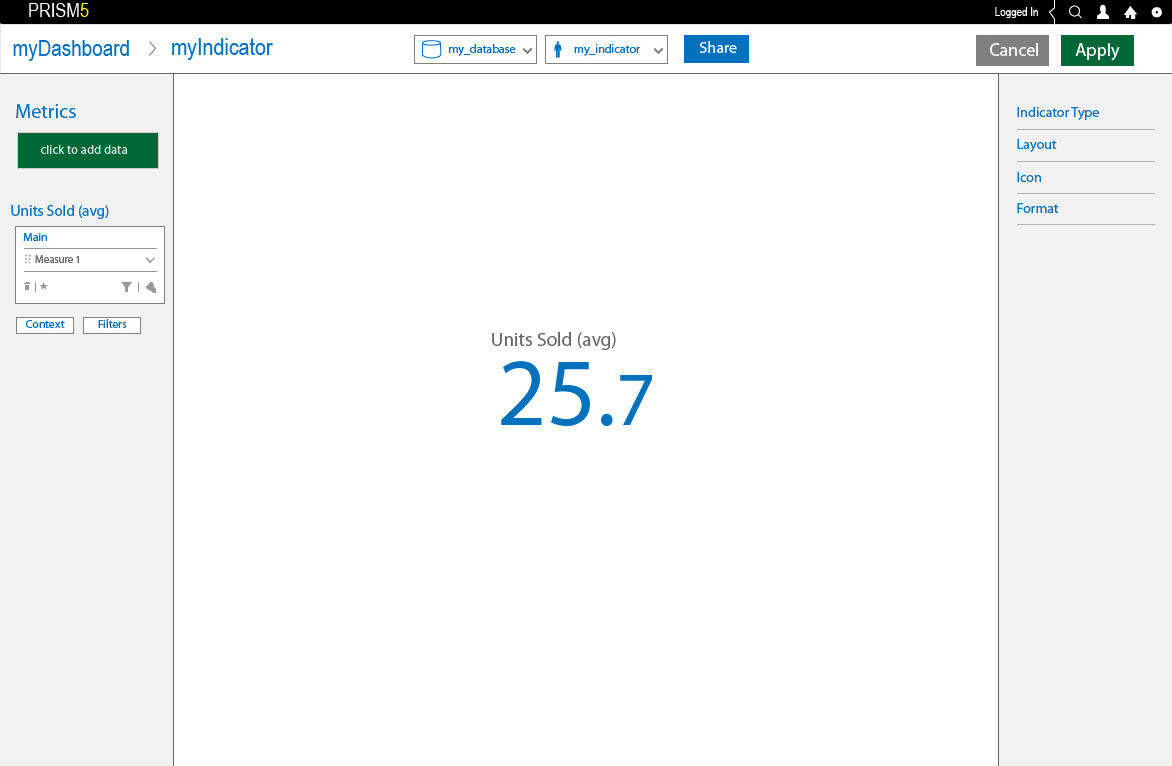 PRISM5
Logged In
myDashboard
myIndicator
my_database
my_indicator
Share
Cancel
Apply
Metrics
click to add data
Units Sold (avg)
Main
Measure 1
Context
Filters
Units Sold (avg)
25.7
Indicator Type
Layout
Icon
Format